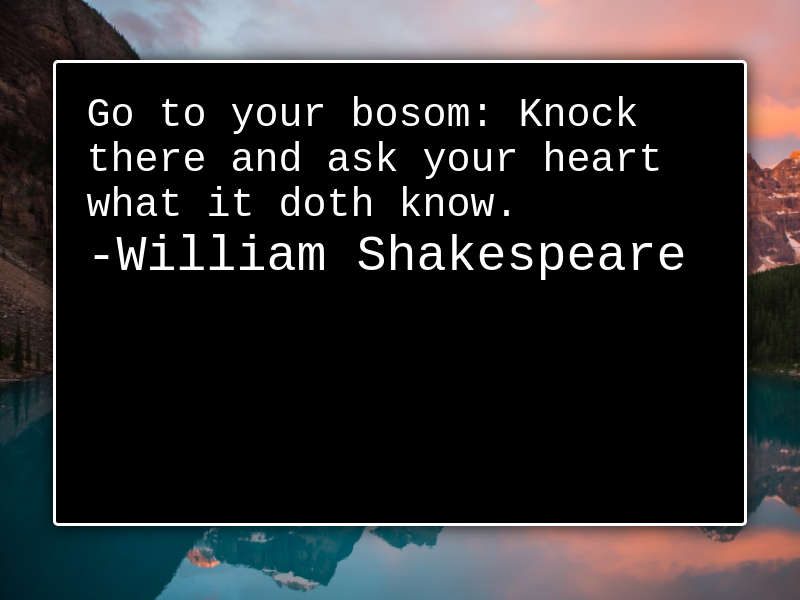 Go to your bosom: Knock
there and ask your heart
what it doth know.
-William Shakespeare